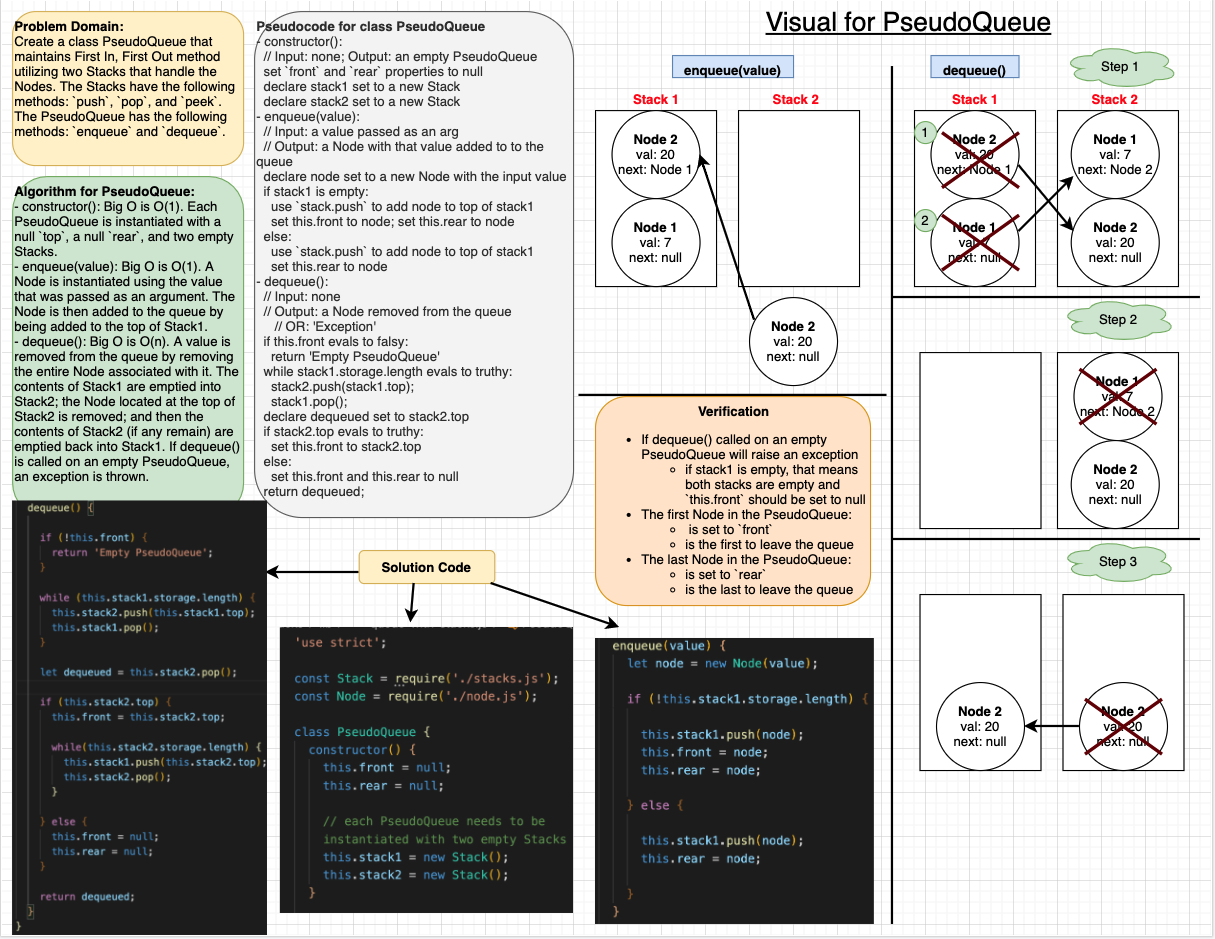 Visual for PseudoQueue
Problem Domain:
Create a class PseudoQueue that
maintains First In, First Out method
utilizing two Stacks that handle the
Nodes. The Stacks have the following
methods: `push`, `pop`, and `peek`.
The PseudoQueue has the following
methods: `enqueue` and `dequeue`.
Algorithm for PseudoQueue:
- constructor(): Big O is O(1). Each
PseudoQueue is instantiated with a
null `top`, a null `rear`, and two empty
Stacks.
- enqueue(value): Big O is O(1). A
Node is instantiated using the value
that was passed as an argument. The
Node is then added to the queue by
being added to the top of Stack1.
- dequeue(): Big O is O(n). A value is
removed from the queue by removing
the entire Node associated with it. The
contents of Stack1 are emptied into
Stack2; the Node located at the top of
Stack2 is removed; and then the
contents of Stack2 (if any remain) are
emptied back into Stack1. If dequeue()
is called on an empty PseudoQueue,
an exception is thrown.
Pseudocode for class PseudoQueue
- constructor():
// Input: none; Output: an empty PseudoQueue
set `front` and `rear` properties to null
declare stack1 set to a new Stack
declare stack2 set to a new Stack
- enqueue(value):
// Input: a value passed as an arg
// Output: a Node with that value added to to the
queue
declare node set to a new Node with the input value
if stack1 is empty:
use `stack.push` to add node to top of stack1
set this.front to node; set this.rear to node
else:
use `stack.push` to add node to top of stack1
set this.rear to node
- dequeue():
// Input: none
// Output: a Node removed from the queue
// OR: 'Exception'
if this.front evals to falsy:
return 'Empty PseudoQueue'
while stack1.storage.length evals to truthy:
stack2.push(stack1.top);
stack1.pop();
declare dequeued set to stack2.top
if stack2.top evals to truthy:
set this.front to stack2.top
else:
set this.front and this.rear to null
return dequeued;
enqueue(value)
Stack 1
Stack 2
Node 2
val: 20
next: Node 1
Node 1
val: 7
next: null
Node 2
val: 20
next: null
dequeue()
Step 1
Stack 1
Stack 2
1
Node 2
val: 20
next: Node 1
2
Node 1
val: 7
next: null
Node 1
val: 7
next: Node 2
Node 2
val: 20
next: null
Step 2
Node 1
val: 7
next: Node 2
Node 2
val: 20
next: null
Step 3
Node 2
val: 20
next: null
Node 2
val: 20
next: null
Verification
• If dequeue() called on an empty
PseudoQueue will raise an exception
○ if stack1 is empty, that means
both stacks are empty and
`this.front` should be set to null
• The first Node in the PseudoQueue:
○ is set to `front`
○ is the first to leave the queue
• The last Node in the PseudoQueue:
○ is set to `rear`
○ is the last to leave the queue
Solution Code
dequeue() {
if (!this.front) {
return 'Empty PseudoQueue';
}
while (this.stack1.storage.length) {
this.stack2.push(this.stack1.top);
this.stack1.pop();
}
let dequeued = this.stack2.pop();
if (this.stack2.top) {
this.front = this.stack2.top;
while(this.stack2.storage.length) {
this.stack1.push(this.stack2.top);
this.stack2.pop();
}
} else {
this.front = null;
this.rear = null;
}
return dequeued;
}
}
'use strict';
const Stack = require('./stacks.js');
const Node = require('./node.js');
class PseudoQueue {
constructor() {
this.front = null;
this.rear = null;
// each PseudoQueue needs to be
instantiated with two empty Stacks
this.stack1 = new Stack();
this.stack2 = new Stack();
}
enqueue(value) {
let node = new Node(value);
if (!this.stack1.storage.length) {
this.stack1.push(node);
this.front = node;
this.rear = node;
} else {
this.stack1.push(node);
this.rear = node;
}
}